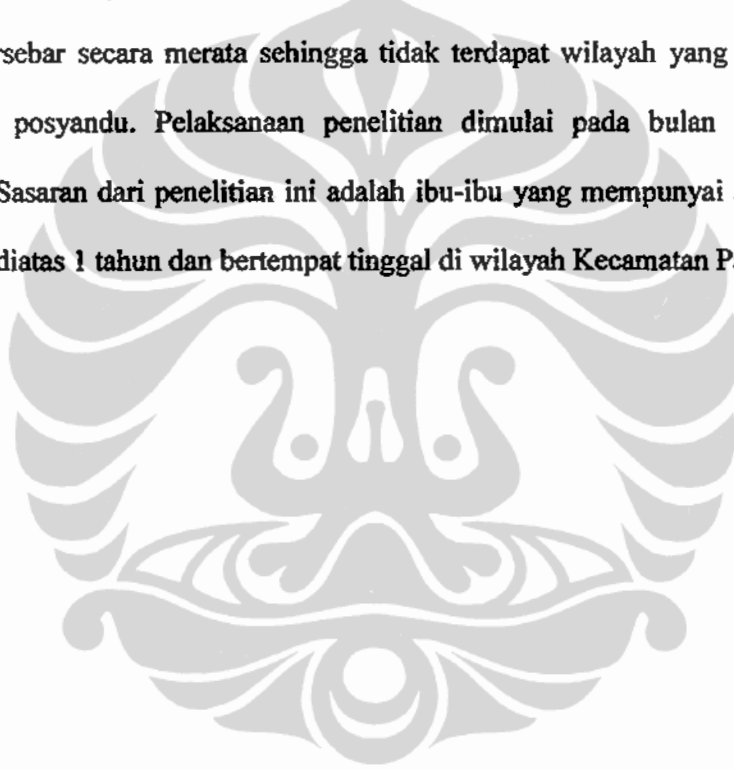 rsebar secara merata sehingga tidak terdapat wilayah yang
posyandu. Pelaksanaan penelitian dimulai pada bulan
Sasaran dari penelitian ini adalah ibu-ibu yang mempunyai
diatas 1 tahun dan bertempat tinggal di wilayah Kecamatan P